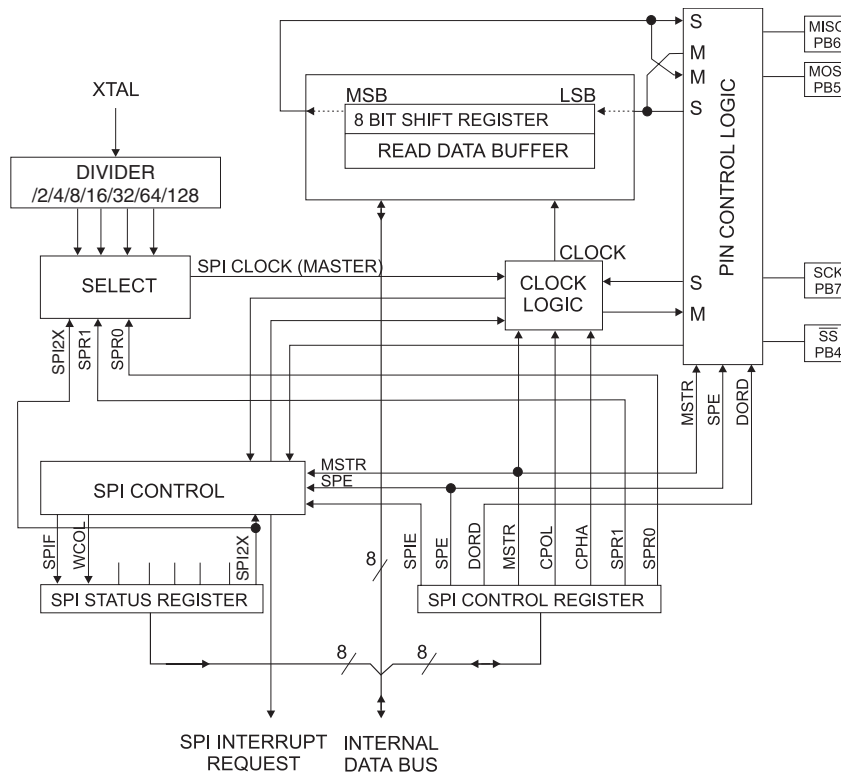 S
MISO
PB6
M
M
MOSI
PB5
S
XTAL
MSB
LSB
8 BIT SHIFT REGISTER
READ DATA BUFFER
PIN CONTROL LOGIC
DIVIDER
/2/4/8/16/32/64/128
SPI CLOCK (MASTER)
CLOCK
SELECT
CLOCK
LOGIC
S
SCK
PB7
M
SPI2X
SPR1
SPR0
SS
PB4
MSTR
SPE
DORD
MSTR
SPE
SPI CONTROL
SPIF
WCOL
SPI2X
8
SPIE
SPE
DORD
MSTR
CPOL
CPHA
SPR1
SPR0
SPI STATUS REGISTER
SPI CONTROL REGISTER
8
8
SPI INTERRUPT
REQUEST
INTERNAL
DATA BUS